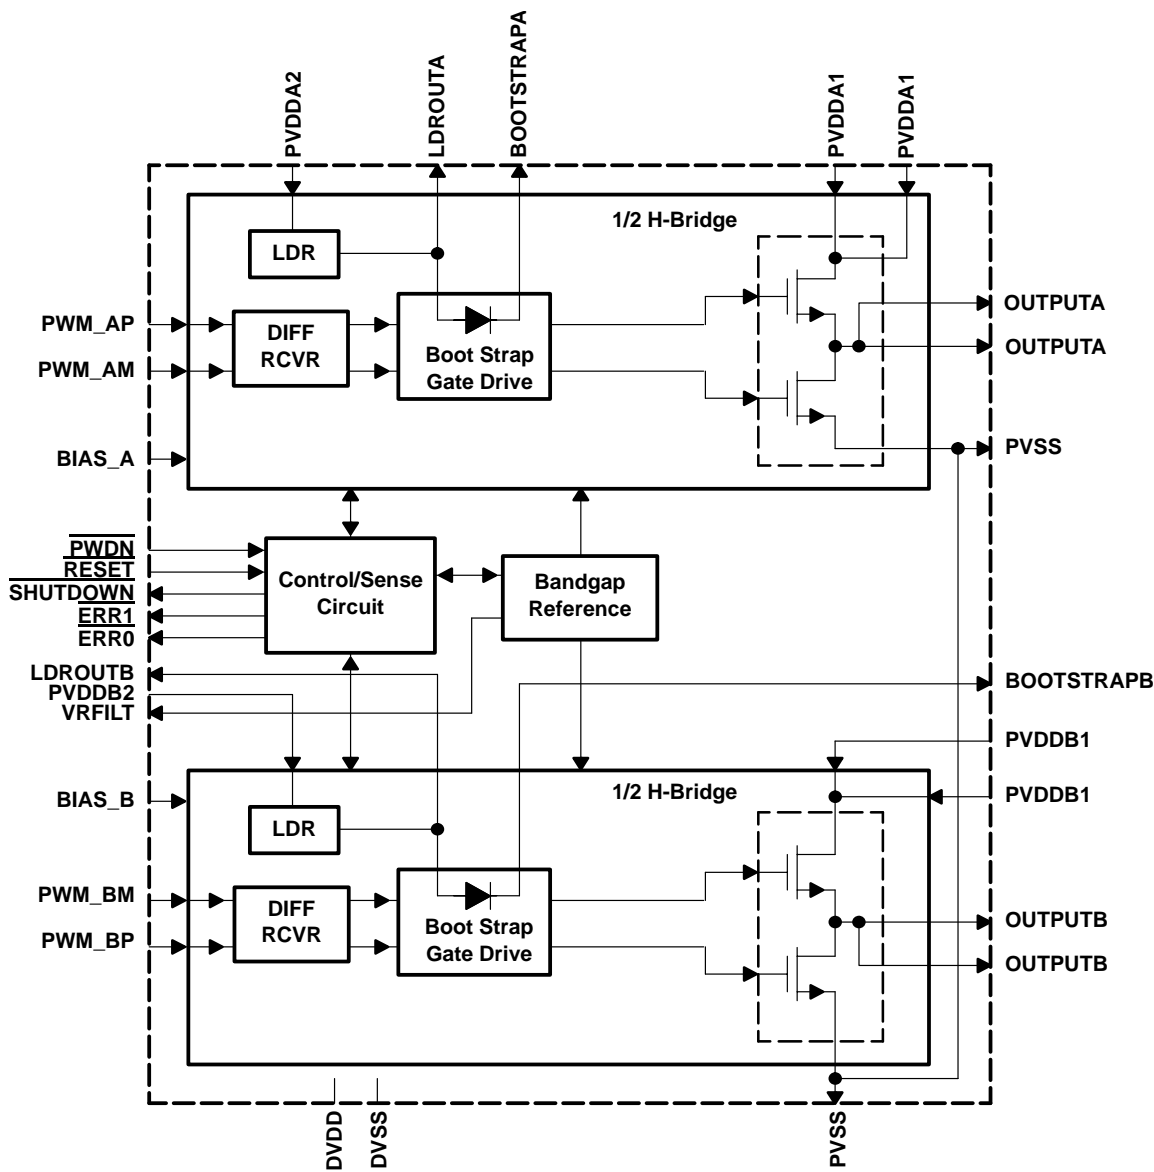 PVDDA2
LDROUTA
BOOTSTRAPA
PVDDA1
PVDDA1
1/2 H-Bridge
LDR
PWM_AP
PWM_AM
DIFF
RCVR
Boot Strap
Gate Drive
OUTPUTA
OUTPUTA
BIAS_A
PVSS
PWDN
RESET
SHUTDOWN
ERR1
ERR0
Control/Sense
Circuit
Bandgap
Reference
LDROUTB
PVDDB2
VRFILT
BOOTSTRAPB
PVDDB1
PVDDB1
BIAS_B
1/2 H-Bridge
LDR
PWM_BM
PWM_BP
DIFF
RCVR
Boot Strap
Gate Drive
OUTPUTB
OUTPUTB
DVDD
DVSS
PVSS